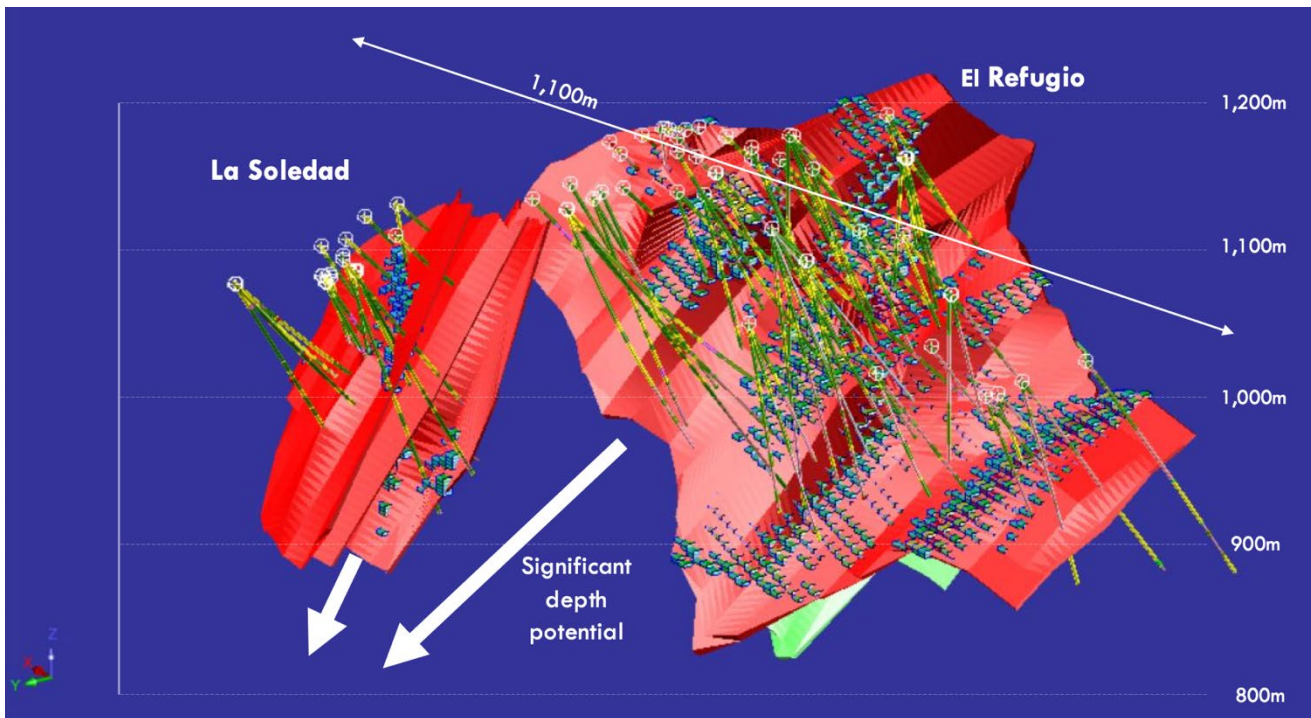 1,100m
El Refugio
1,200m
La Soledad
1,100m
1,000m
900m
Significant
depth
potential
800m
Z
X
Y